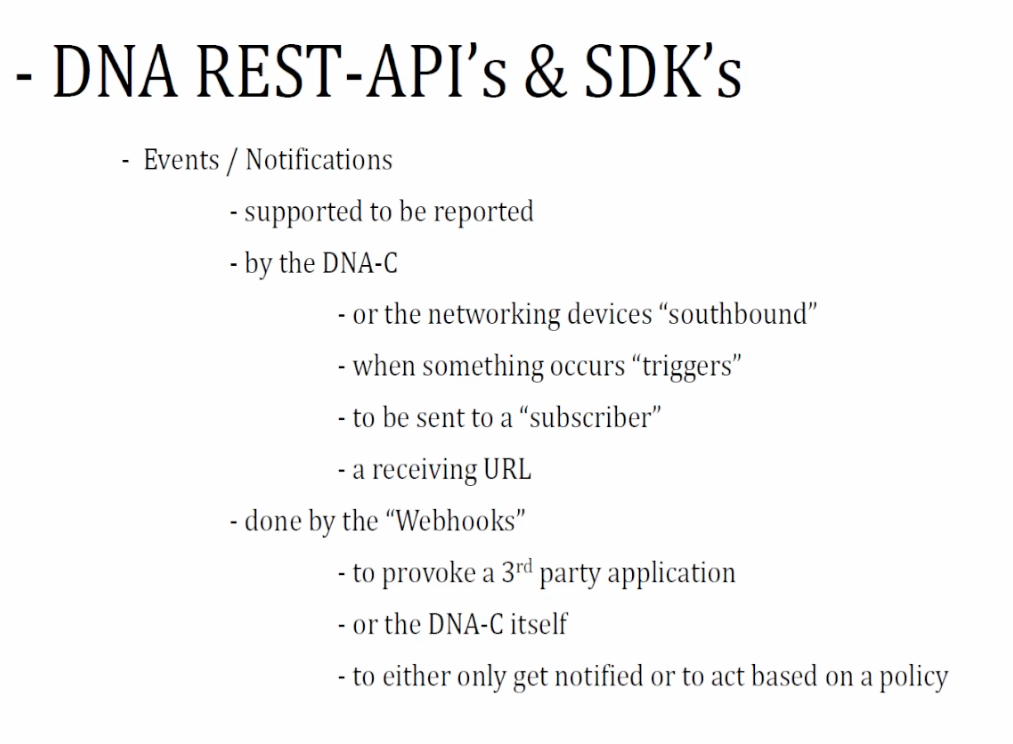 - DNA REST-API’s & SDK’s
- Events / Notifications
- supported to be reported
- by the DNA-C
- or the networking devices “southbound”
- when something occurs “triggers”
- to be sent to a “subscriber”
- a receiving URL
- done by the “Webhooks”
- to provoke a 3rd party application
- or the DNA-C itself
- to either only get notified or to act based on a policy